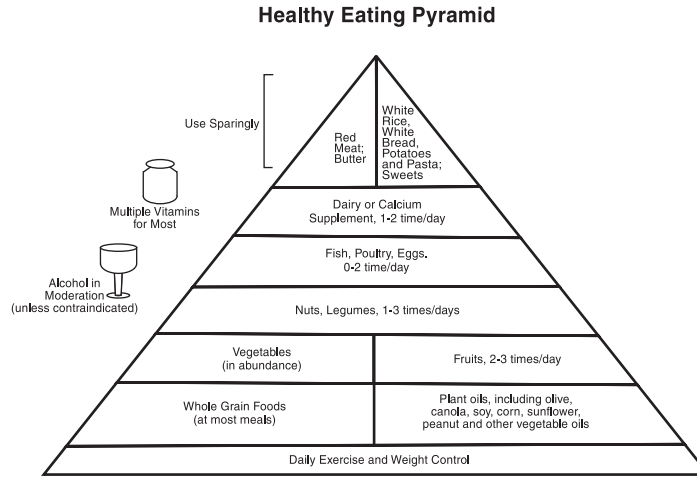 Healthy Eating Pyramid
Use Sparingly
Red
Meat;
Butter
White
Rice,
White
Bread,
Potatoes
and Pasta;
Sweets
Multiple Vitamins
for Most
Dairy or Calcium
Supplement, 1-2 time/day
Alcohol in
Moderation
(unless contraindicated)
Fish, Poultry, Eggs.
0-2 time/day
Nuts, Legumes, 1-3 times/days
Vegetables
(in abundance)
Fruits, 2-3 times/day
Whole Grain Foods
(at most meals)
Plant oils, including olive,
canola, soy, corn, sunflower,
peanut and other vegetable oils
Daily Exercise and Weight Control